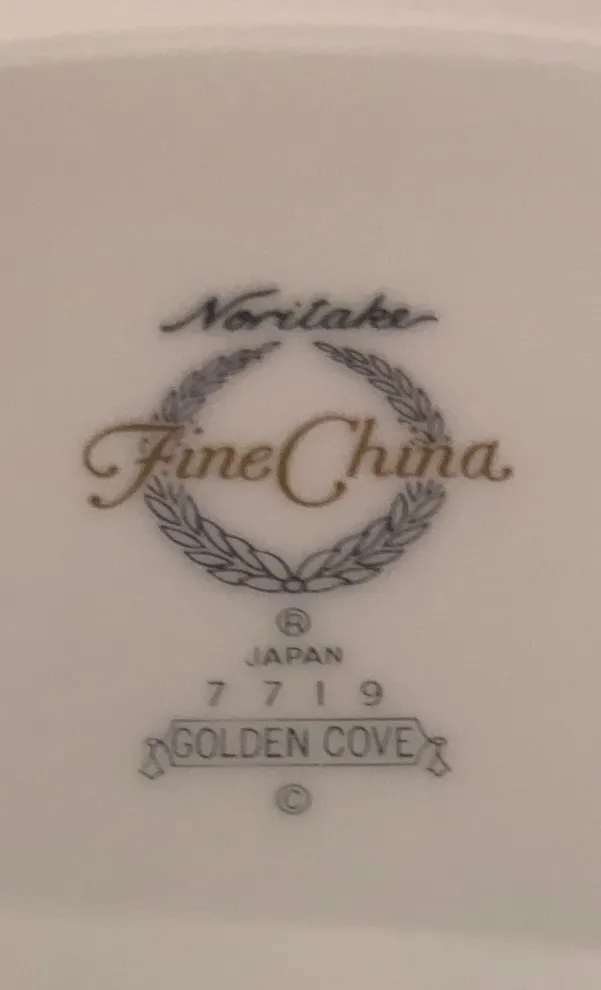 Noritake
Fine China
®
JAPAN
7719
GOLDEN COVE
©